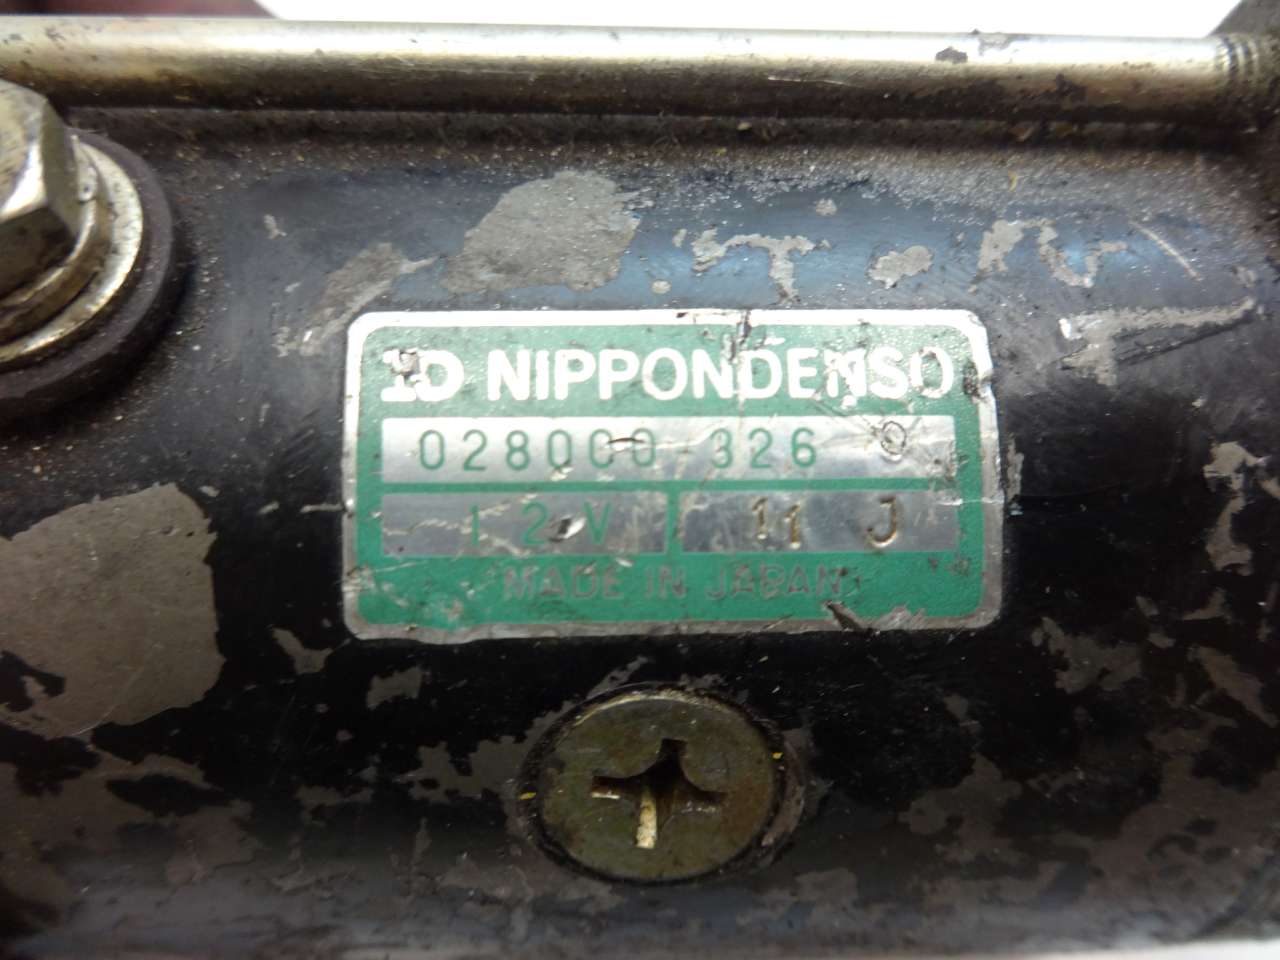 ND NIPPONDENSO
028000-326
12V 11 J
MADE IN JAPAN